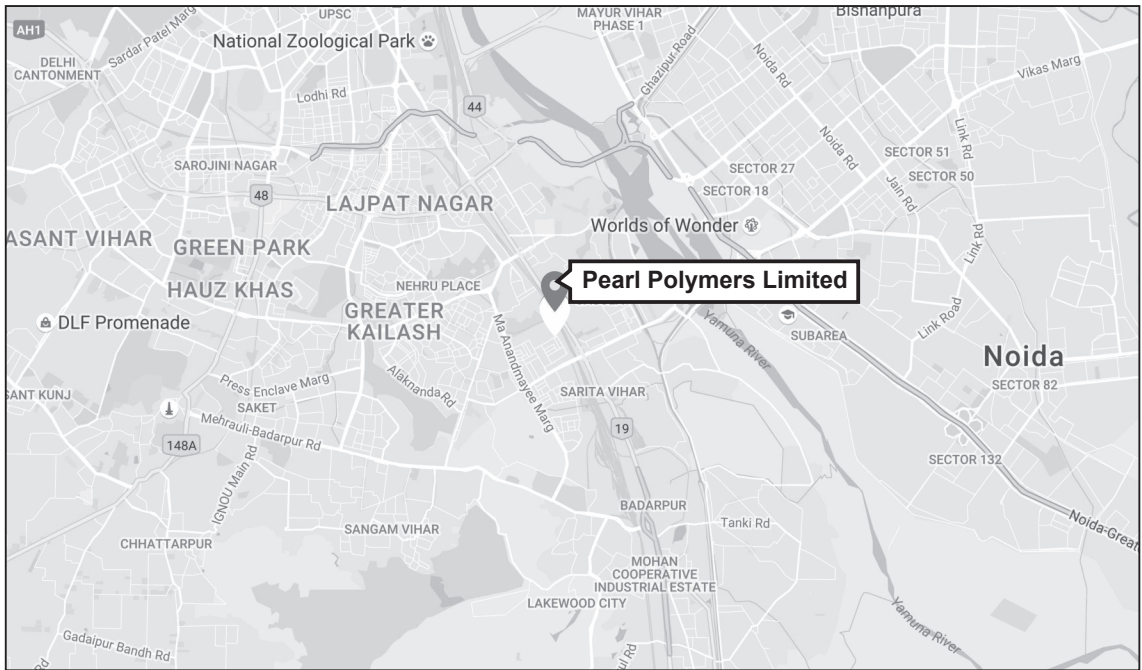 AH1
UPSC
MAYUR VIHAR
PHASE 1
Bishanpura
Sardar Patel Marg
National Zoological Park
DELHI
CANTONMENT
Ghazipur Road
Noida Rd
Vikas Marg
Lodhi Rd
44
Link Rd
Noida Rd
SECTOR 51
SAROJINI NAGAR
SECTOR 27
SECTOR 50
SECTOR 18
Jain Rd
48
LAJPAT NAGAR
Worlds of Wonder
ASANT VIHAR
GREEN PARK
Link Rd
Pearl Polymers Limited
HAUZ KHAS
NEHRU PLACE
GREATER
KAILASH
DLF Promenade
Ma Anandmayee Marg
Yamuna River
SUBAREA
Link Road
Noida
SANT KUNJ
Press Enclave Marg
Alaknanda Rd
SARITA VIHAR
SECTOR 82
SAKET
Mehrauli-Badarpur Rd
19
148A
IGNOU Main Rd
SECTOR 132
BADARPUR
Tanki Rd
SANGAM VIHAR
Noida-Great
CHHATTARPUR
MOHAN
COOPERATIVE
INDUSTRIAL ESTATE
LAKEWOOD CITY
Yamuna River
Gadaipur Bandh Rd
ul Rd
Rd